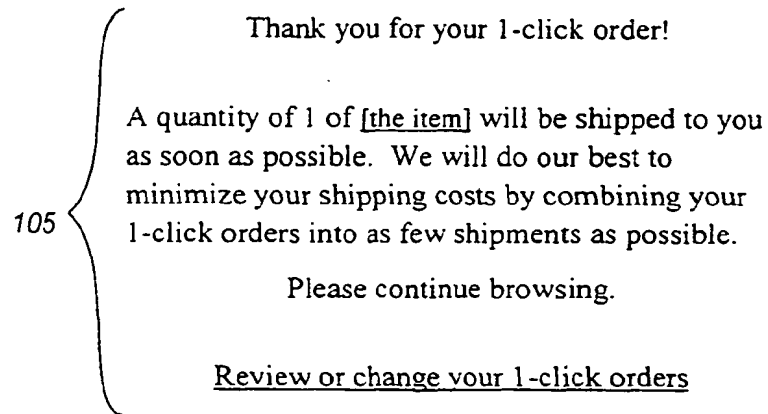 Thank you for your 1-click order!
A quantity of 1 of [the item] will be shipped to you
as soon as possible. We will do our best to
minimize your shipping costs by combining your
105
1-click orders into as few shipments as possible.
Please continue browsing.
Review or change your 1-click orders